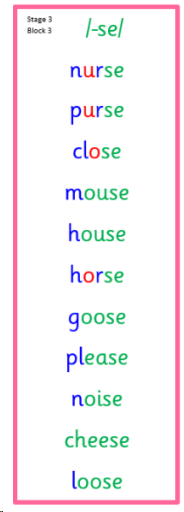 Stage 3
Block 3
/-se/
nurse
purse
close
mouse
house
horse
goose
please
noise
cheese
loose